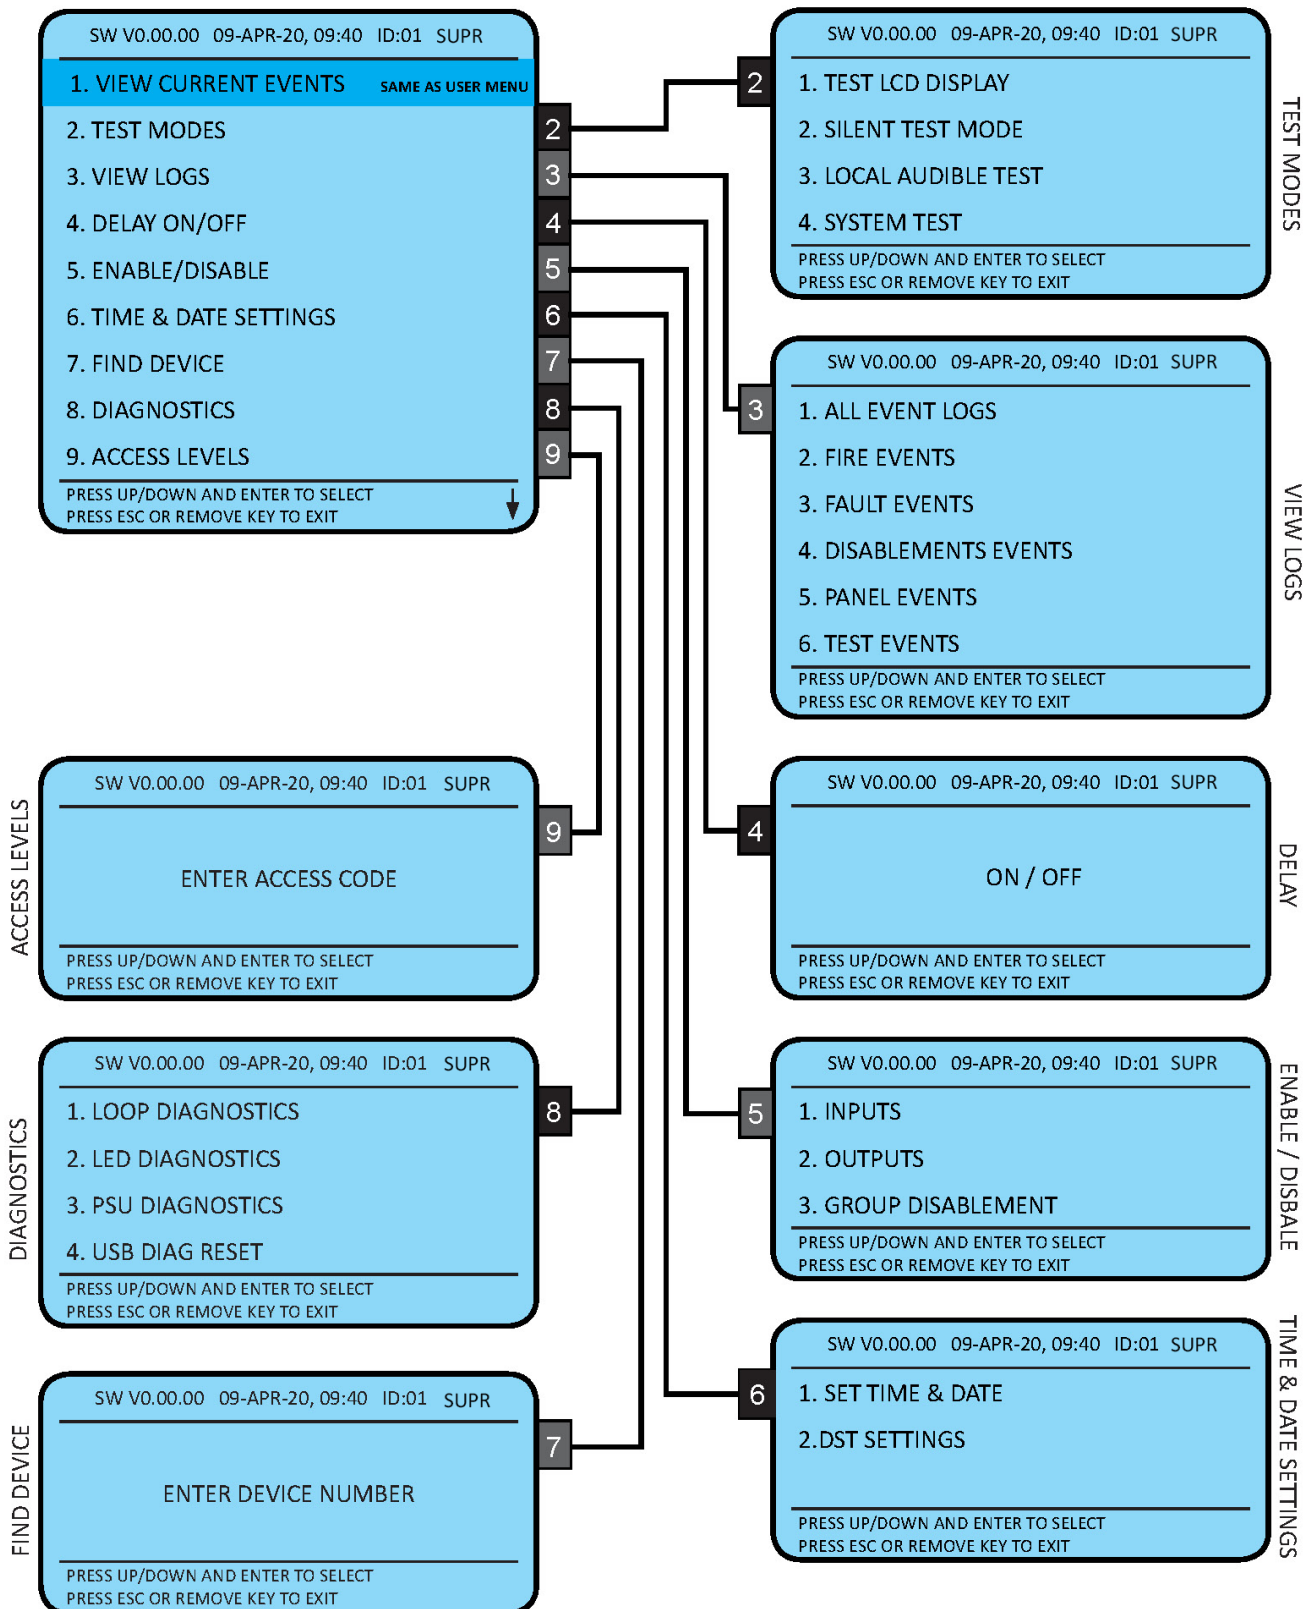 SW V0.00.00 09-APR-20, 09:40 ID:01 SUPR
1. VIEW CURRENT EVENTS SAME AS USER MENU
2. TEST MODES 2
3. VIEW LOGS 3
4. DELAY ON/OFF 4
5. ENABLE/DISABLE 5
6. TIME & DATE SETTINGS 6
7. FIND DEVICE 7
8. DIAGNOSTICS 8
9. ACCESS LEVELS 9
PRESS UP/DOWN AND ENTER TO SELECT
PRESS ESC OR REMOVE KEY TO EXIT
TEST MODES
SW V0.00.00 09-APR-20, 09:40 ID:01 SUPR
2 1. TEST LCD DISPLAY
2. SILENT TEST MODE
3. LOCAL AUDIBLE TEST
4. SYSTEM TEST
PRESS UP/DOWN AND ENTER TO SELECT
PRESS ESC OR REMOVE KEY TO EXIT
VIEW LOGS
SW V0.00.00 09-APR-20, 09:40 ID:01 SUPR
3 1. ALL EVENT LOGS
2. FIRE EVENTS
3. FAULT EVENTS
4. DISABLEMENTS EVENTS
5. PANEL EVENTS
6. TEST EVENTS
PRESS UP/DOWN AND ENTER TO SELECT
PRESS ESC OR REMOVE KEY TO EXIT
ACCESS LEVELS
SW V0.00.00 09-APR-20, 09:40 ID:01 SUPR
9
ENTER ACCESS CODE
PRESS UP/DOWN AND ENTER TO SELECT
PRESS ESC OR REMOVE KEY TO EXIT
DELAY
SW V0.00.00 09-APR-20, 09:40 ID:01 SUPR
4
ON / OFF
PRESS UP/DOWN AND ENTER TO SELECT
PRESS ESC OR REMOVE KEY TO EXIT
DIAGNOSTICS
SW V0.00.00 09-APR-20, 09:40 ID:01 SUPR
1. LOOP DIAGNOSTICS 8
2. LED DIAGNOSTICS
3. PSU DIAGNOSTICS
4. USB DIAG RESET
PRESS UP/DOWN AND ENTER TO SELECT
PRESS ESC OR REMOVE KEY TO EXIT
ENABLE / DISBALE
SW V0.00.00 09-APR-20, 09:40 ID:01 SUPR
5 1. INPUTS
2. OUTPUTS
3. GROUP DISABLEMENT
PRESS UP/DOWN AND ENTER TO SELECT
PRESS ESC OR REMOVE KEY TO EXIT
FIND DEVICE
SW V0.00.00 09-APR-20, 09:40 ID:01 SUPR
7
ENTER DEVICE NUMBER
PRESS UP/DOWN AND ENTER TO SELECT
PRESS ESC OR REMOVE KEY TO EXIT
TIME & DATE SETTINGS
SW V0.00.00 09-APR-20, 09:40 ID:01 SUPR
6 1. SET TIME & DATE
2.DST SETTINGS
PRESS UP/DOWN AND ENTER TO SELECT
PRESS ESC OR REMOVE KEY TO EXIT